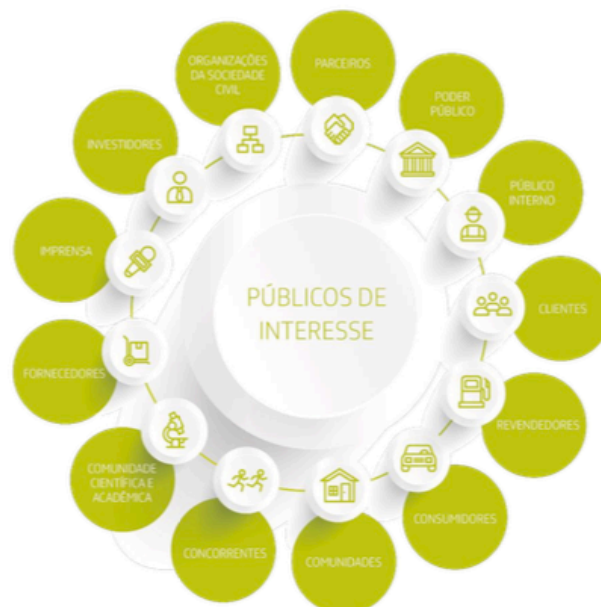 PÚBLICOS DE
INTERESSE
PARCEIROS
PODER
PÚBLICO
PÚBLICO
INTERNO
CLIENTES
REVENDEDORES
CONSUMIDORES
COMUNIDADES
CONCORRENTES
COMUNIDADE
CIENTÍFICA E
ACADÊMICA
FORNECEDORES
IMPRENSA
INVESTIDORES
ORGANIZAÇÕES
DA SOCIEDADE
CIVIL